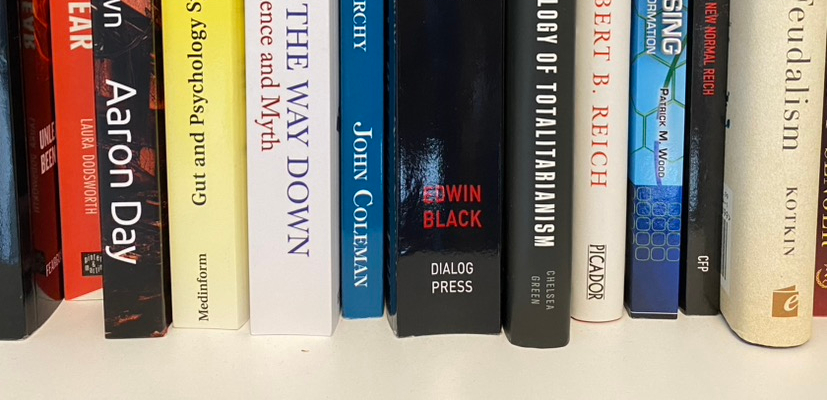 UNLE
BEEN
FEAR
LAURA DODSWORTH
wn
Aaron Day
Gut and Psychology S
Medinform
THE WAY DOWN
ence and Myth
RCHY
JOHN COLEMAN
EDWIN
BLACK
DIALOG
PRESS
LOGY OF TOTALITARIANISM
CHELSEA
GREEN
BERT B. REICH
PICADOR
SING
ORMATION
PATRICK M. WOOD
NEW NORMAL REICH
CFP
Feudalism
KOTKIN
e